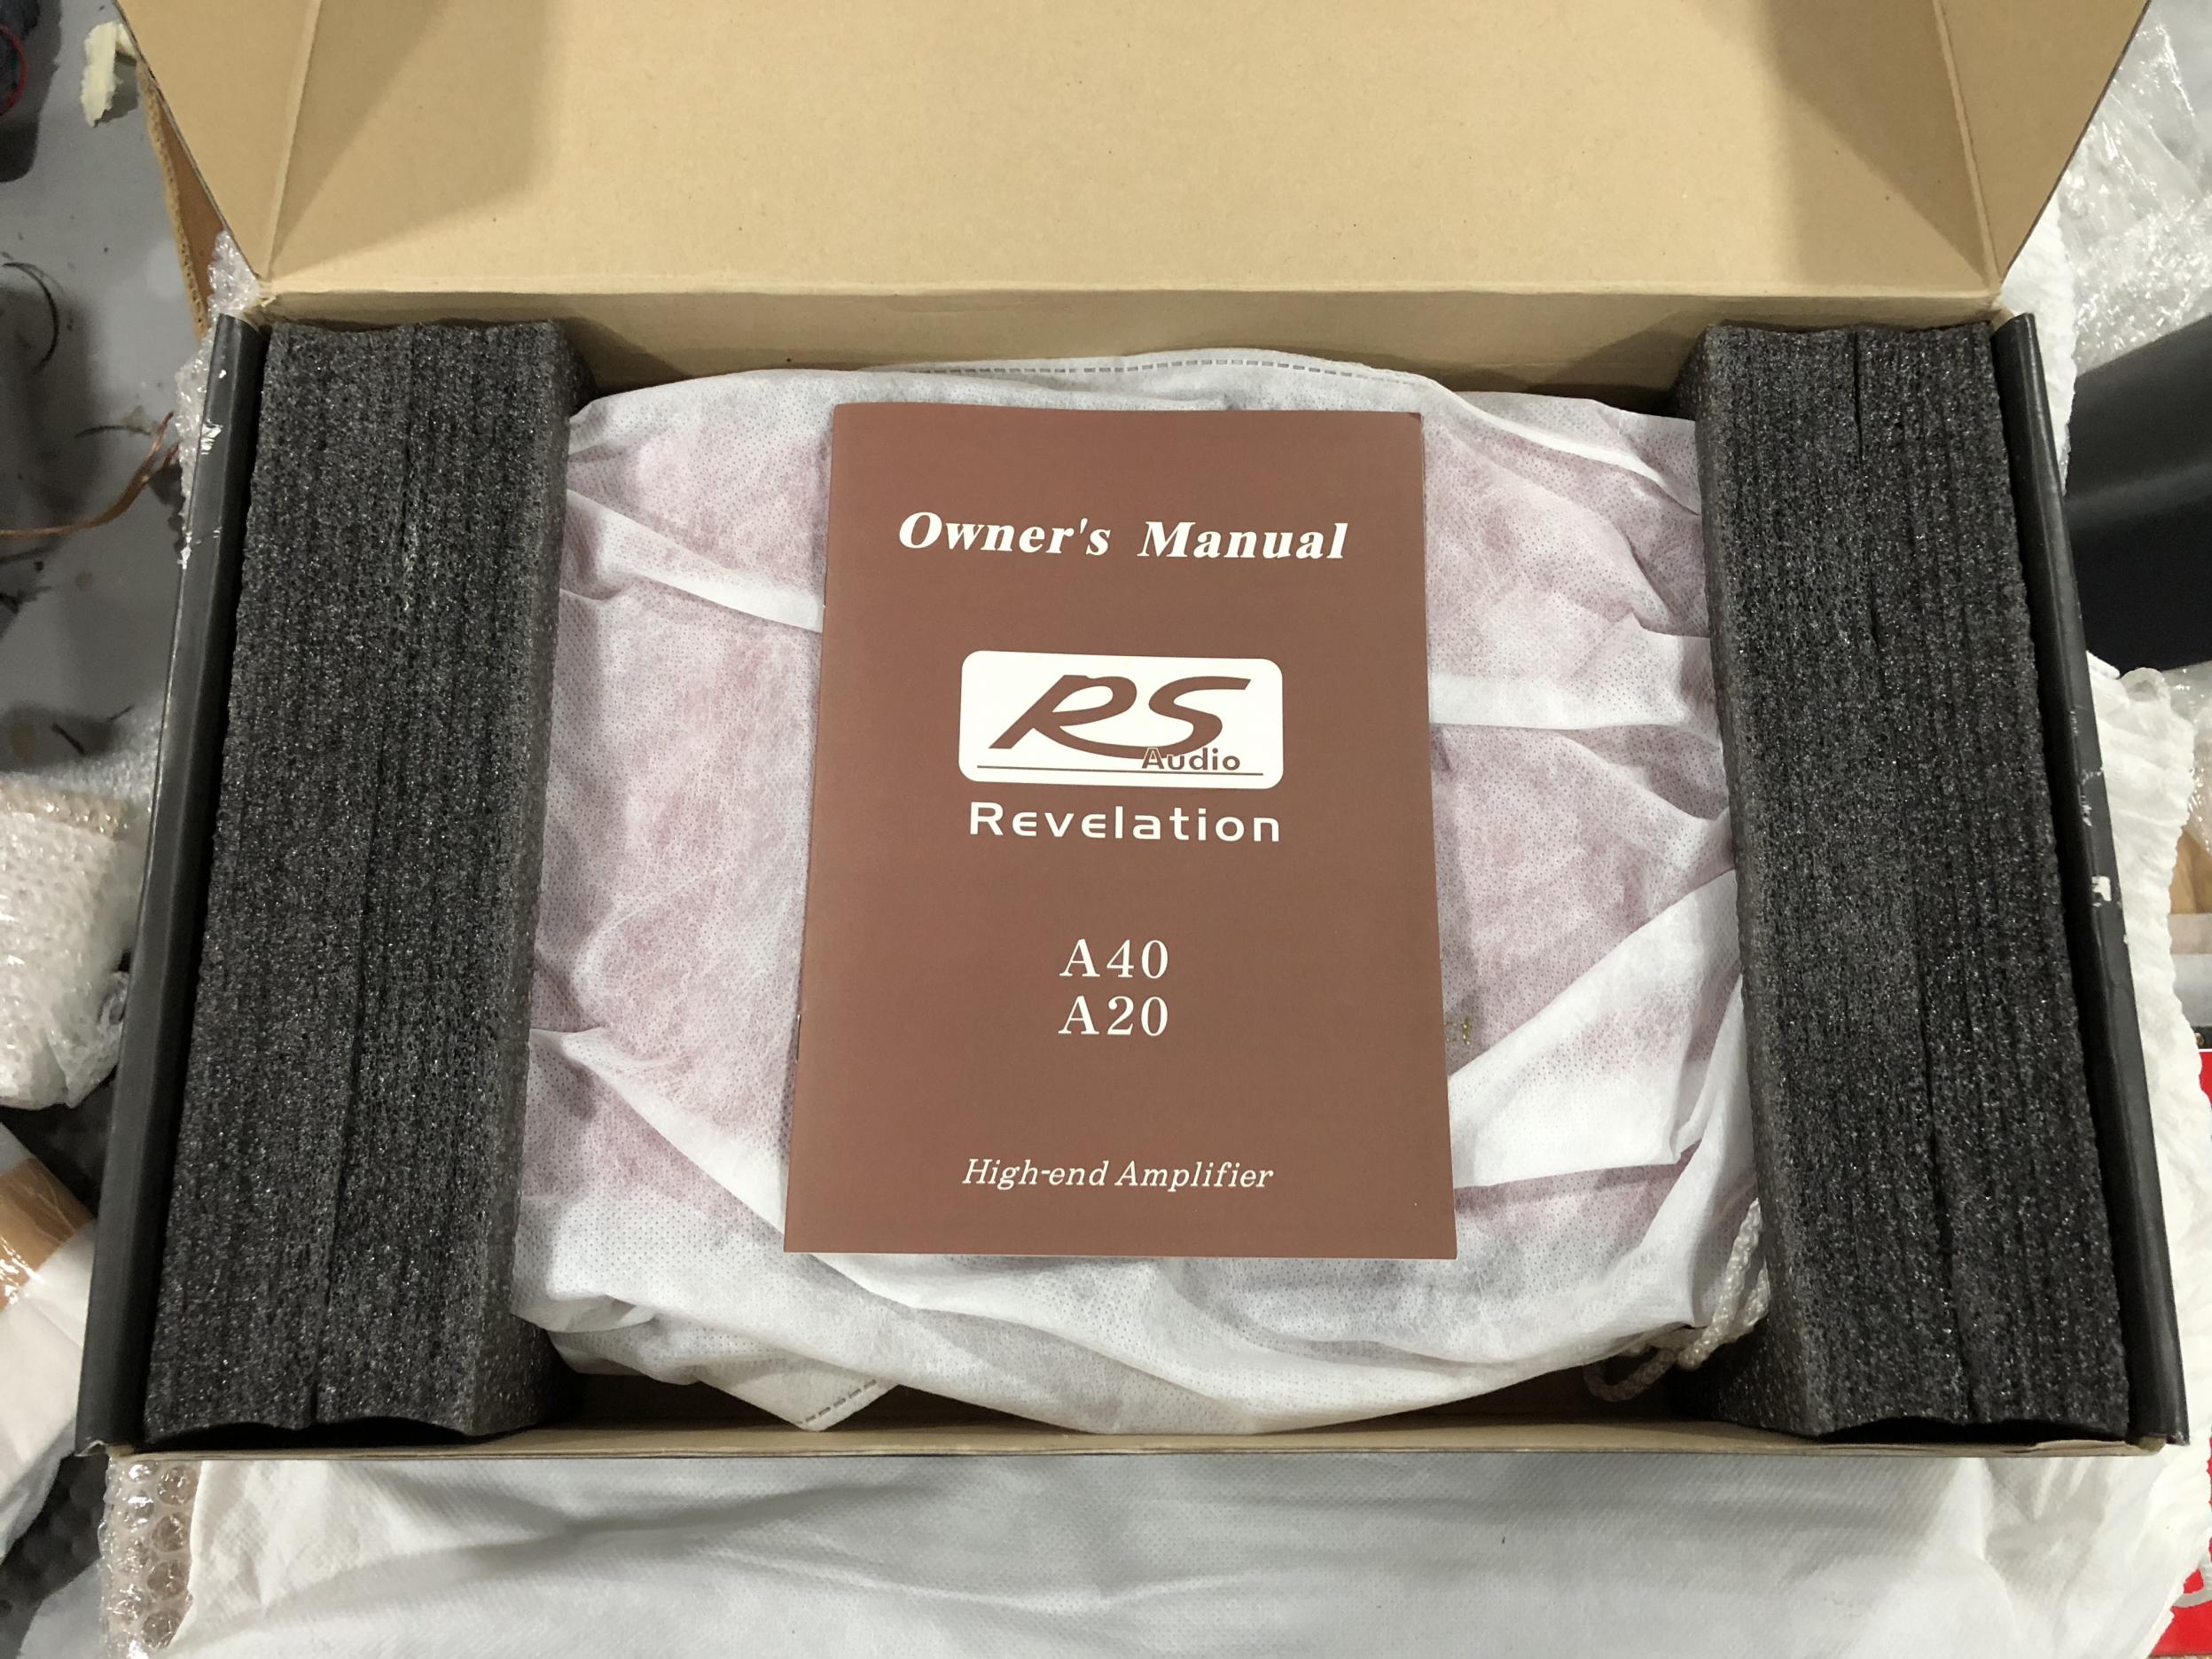 Owner's Manual
RS
Audio
Revelation
A40
A20
High-end Amplifier